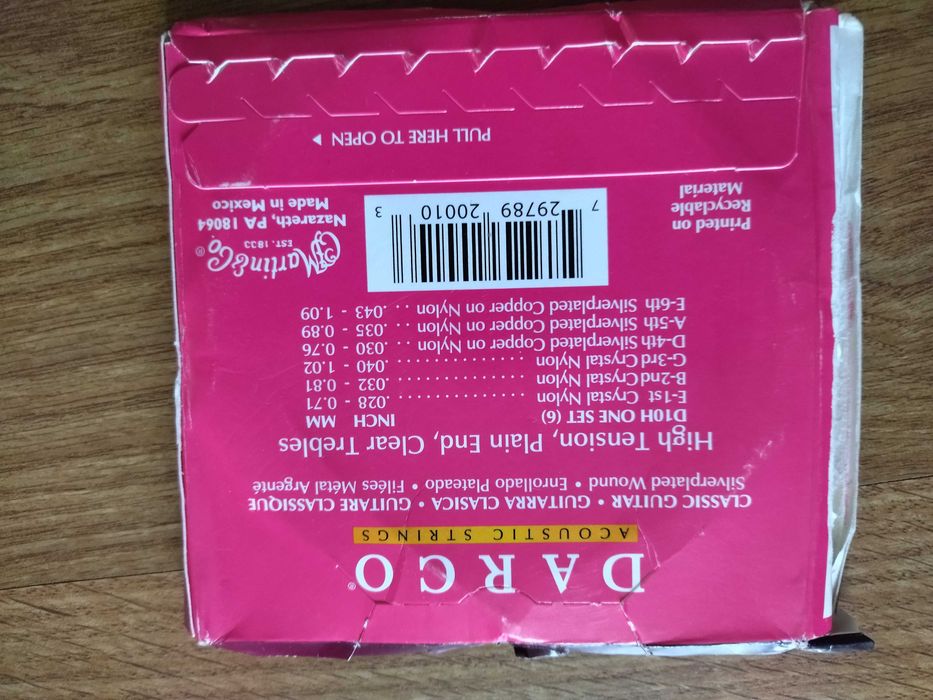 DARCO®
ACOUSTIC STRINGS
CLASSIC GUITAR • GUITARRA CLASICA • GUITARE CLASSIQUE
Silverplated Wound • Enrollado Plateado • Filées Métal Argenté
High Tension, Plain End, Clear Trebles
D10H ONE SET (6) INCH MM
E-1st Crystal Nylon .............. .028 - 0.71
B-2nd Crystal Nylon .............. .032 - 0.81
G-3rd Crystal Nylon .............. .040 - 1.02
D-4th Silverplated Copper on Nylon ... .030 - 0.76
A-5th Silverplated Copper on Nylon ... .035 - 0.89
E-6th Silverplated Copper on Nylon ... .043 - 1.09
Printed on
Recyclable
Material
7 29789 20010 3
Martin & Co®
EST. 1833
Nazareth, PA 18064
Made in Mexico
PULL HERE TO OPEN ►